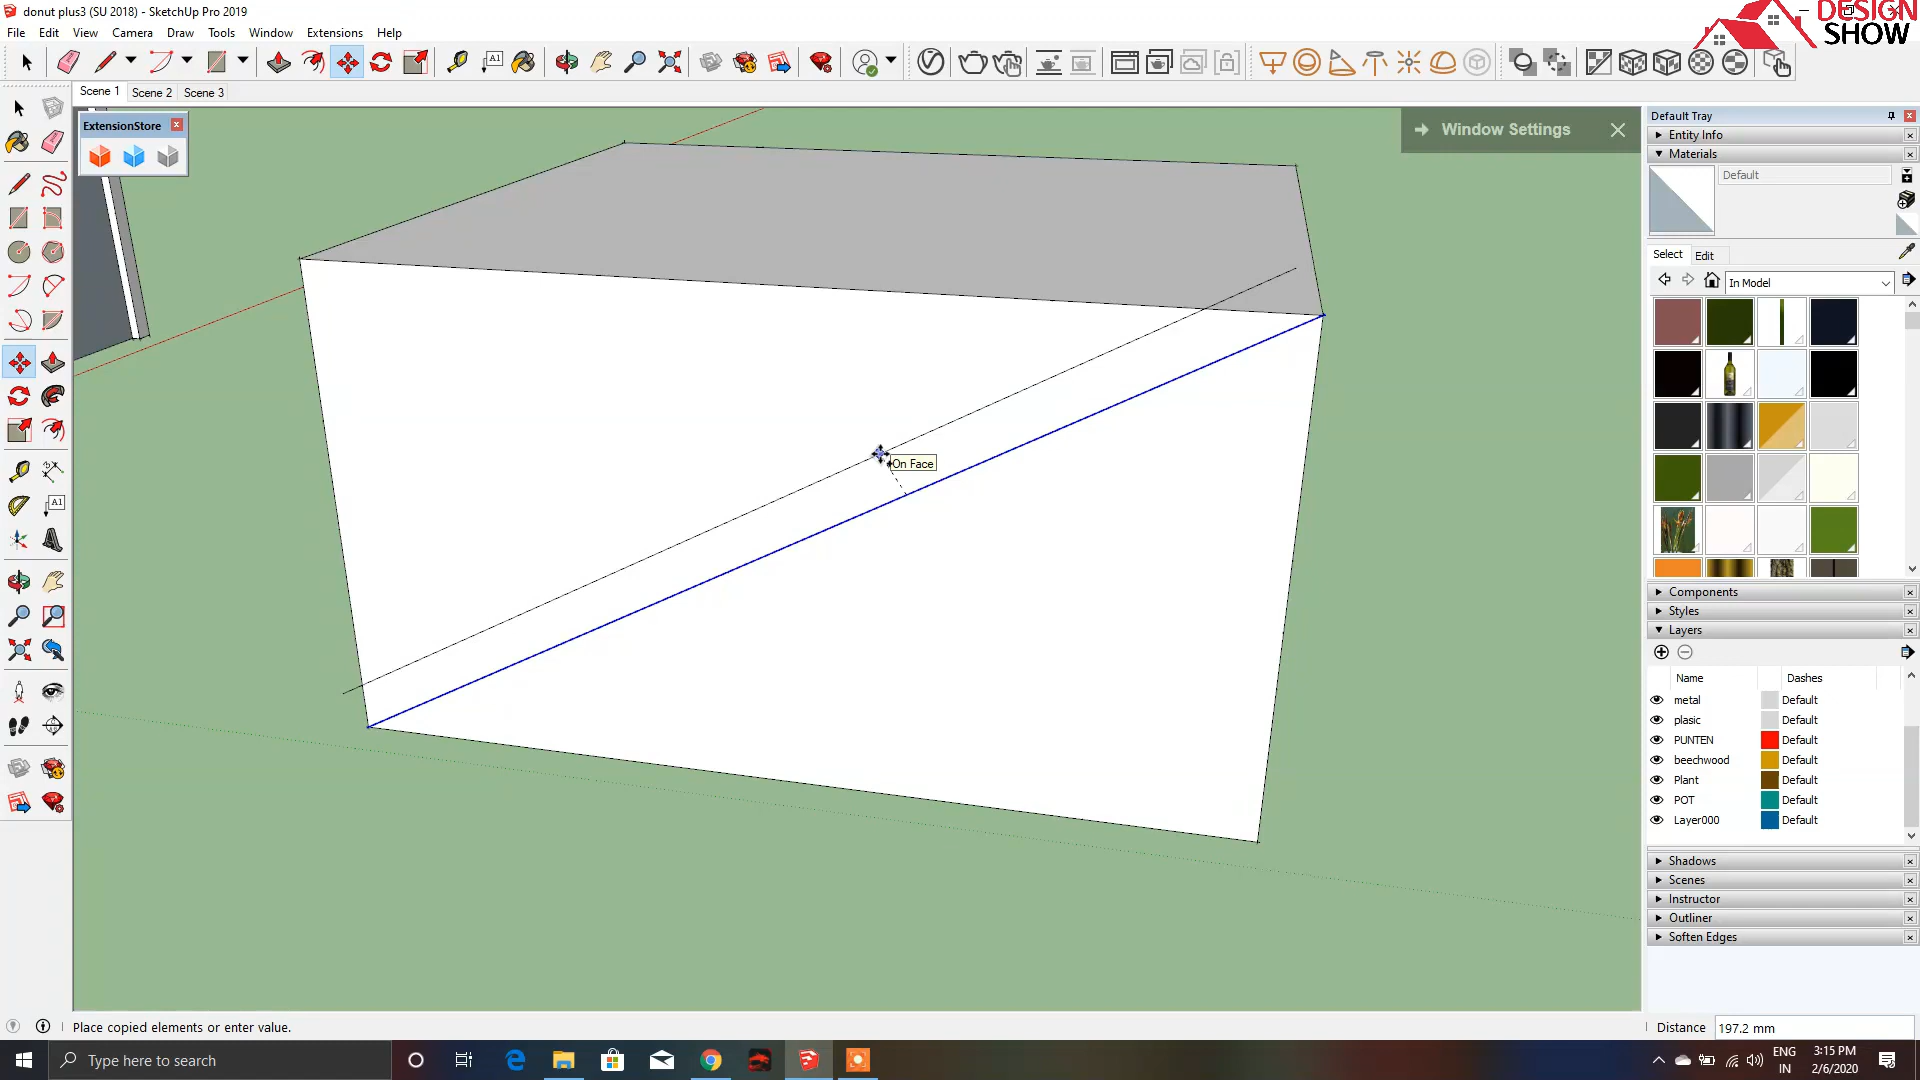 donut plus3 (SU 2018) - SketchUp Pro 2019
DESIGN
SHOW
File Edit View Camera Draw Tools Window Extensions Help
A1
Scene 1 Scene 2 Scene 3
ExtensionStore
Window Settings
Default Tray
Entity Info
Materials
Default
Select Edit
In Model
On Face
A1
Components
Styles
Layers
Name Dashes
metal Default
plasic Default
PUNTEN Default
beechwood Default
Plant Default
POT Default
Layer000 Default
Shadows
Scenes
Instructor
Outliner
Soften Edges
Place copied elements or enter value.
Distance 197.2 mm
Type here to search
ENG
IN
3:15 PM
2/6/2020